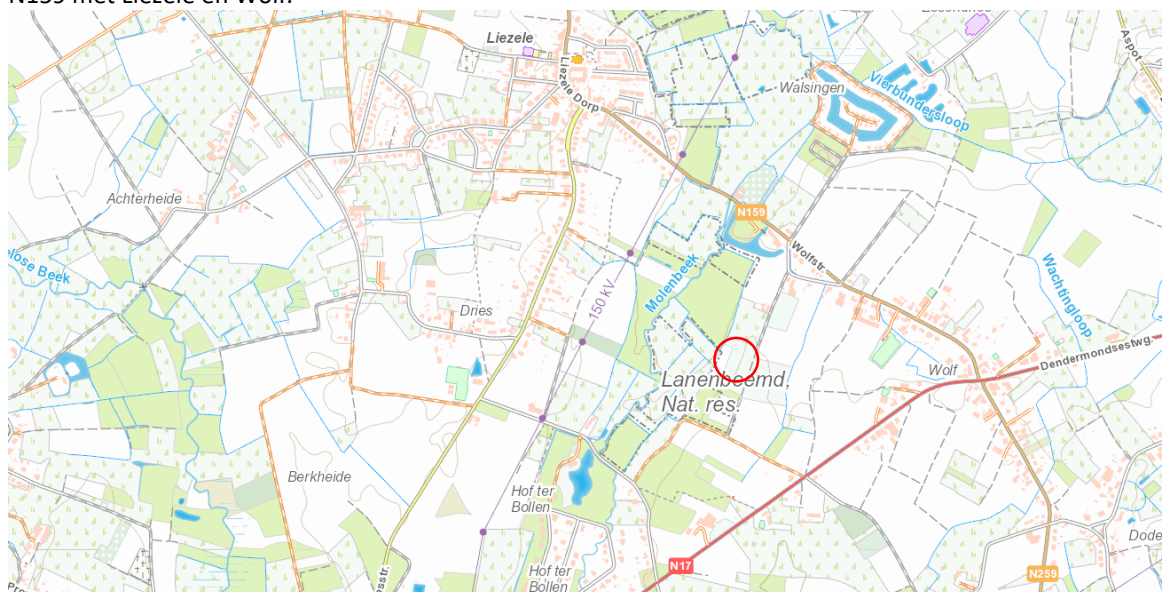 N159 met Liezele en Wolf.
Liezele
Liezele Dorp
Walsingen
Vierbundersloop
Aspot
Achterheide
N159
Wolfstr.
Molenbeek
Wachtingloop
Dries
150 kV.
Wolf
Dendermondsestwg.
Lanenbeemd,
Nat. res.
Berkheide
Hof ter
Bollen
Hof ter
Bollen
N17
N259